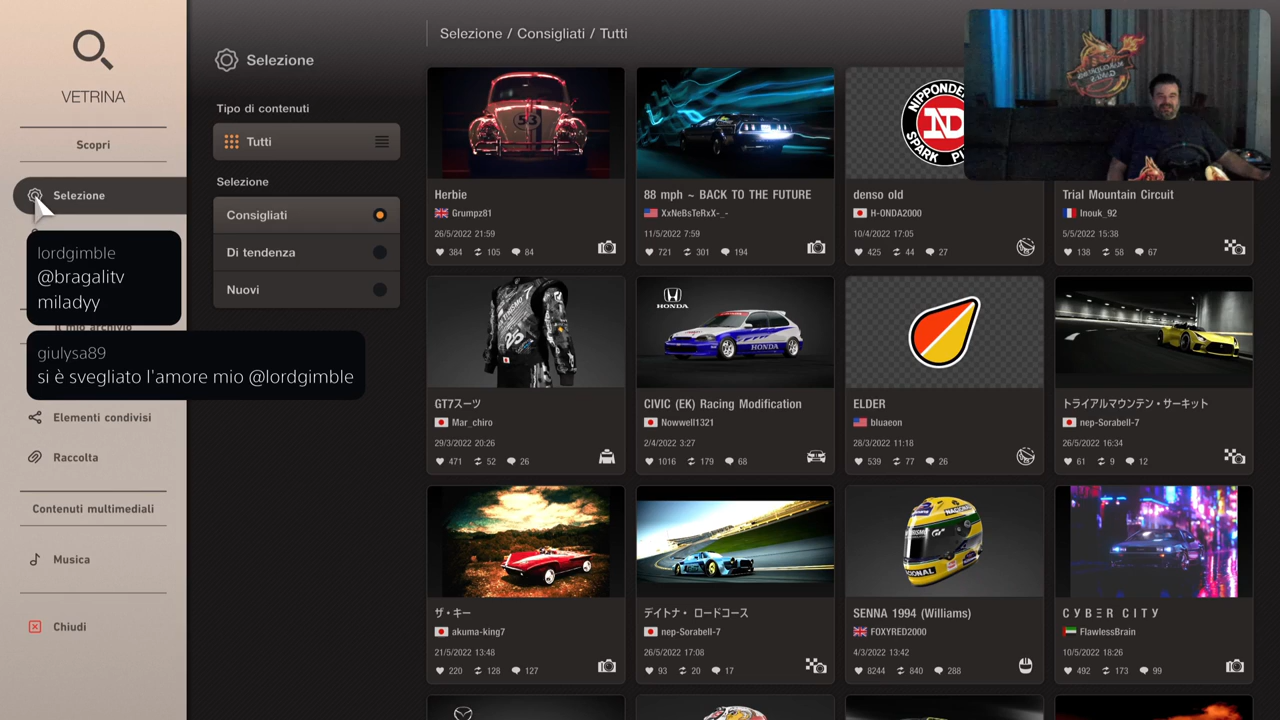 VETRINA
Scopri
Selezione
lordgimble
@bragalitv
miladyy
giulysa89
si è svegliato l'amore mio @lordgimble
Elementi condivisi
Raccolta
Contenuti multimediali
Musica
Chiudi
Selezione
Tipo di contenuti
Tutti
Selezione
Consigliati
Di tendenza
Nuovi
Selezione / Consigliati / Tutti
53
Herbie
Grumpz81
26/5/2022 21:59
384 105 84
88 mph ~ BACK TO THE FUTURE
XxNeBsTeRxX-_-
11/5/2022 7:59
721 301 194
NIPPONDEN
ND
SPARK PL
denso old
H-ONDA2000
10/4/2022 17:05
425 44 27
Trial Mountain Circuit
Inouk_92
5/5/2022 15:38
138 58 67
GT7スーツ
Mar_chiro
29/3/2022 20:26
471 52 26
HONDA
HONDA
CIVIC (EK) Racing Modification
Nowwell1321
2/4/2022 3:27
1016 179 68
ELDER
bluaeon
28/3/2022 11:18
539 77 26
トライアルマウンテン・サーキット
nep-Sorabell-7
26/5/2022 16:34
61 9 12
ザ・キー
akuma-king7
21/5/2022 13:48
220 128 127
デイトナ・ ロードコース
nep-Sorabell-7
26/5/2022 17:08
93 20 17
NACIONAL
SENNA 1994 (Williams)
FOXYRED2000
4/3/2022 13:42
8244 840 288
C Y B Ξ R C I T Y
FlawlessBrain
10/5/2022 18:26
492 173 99